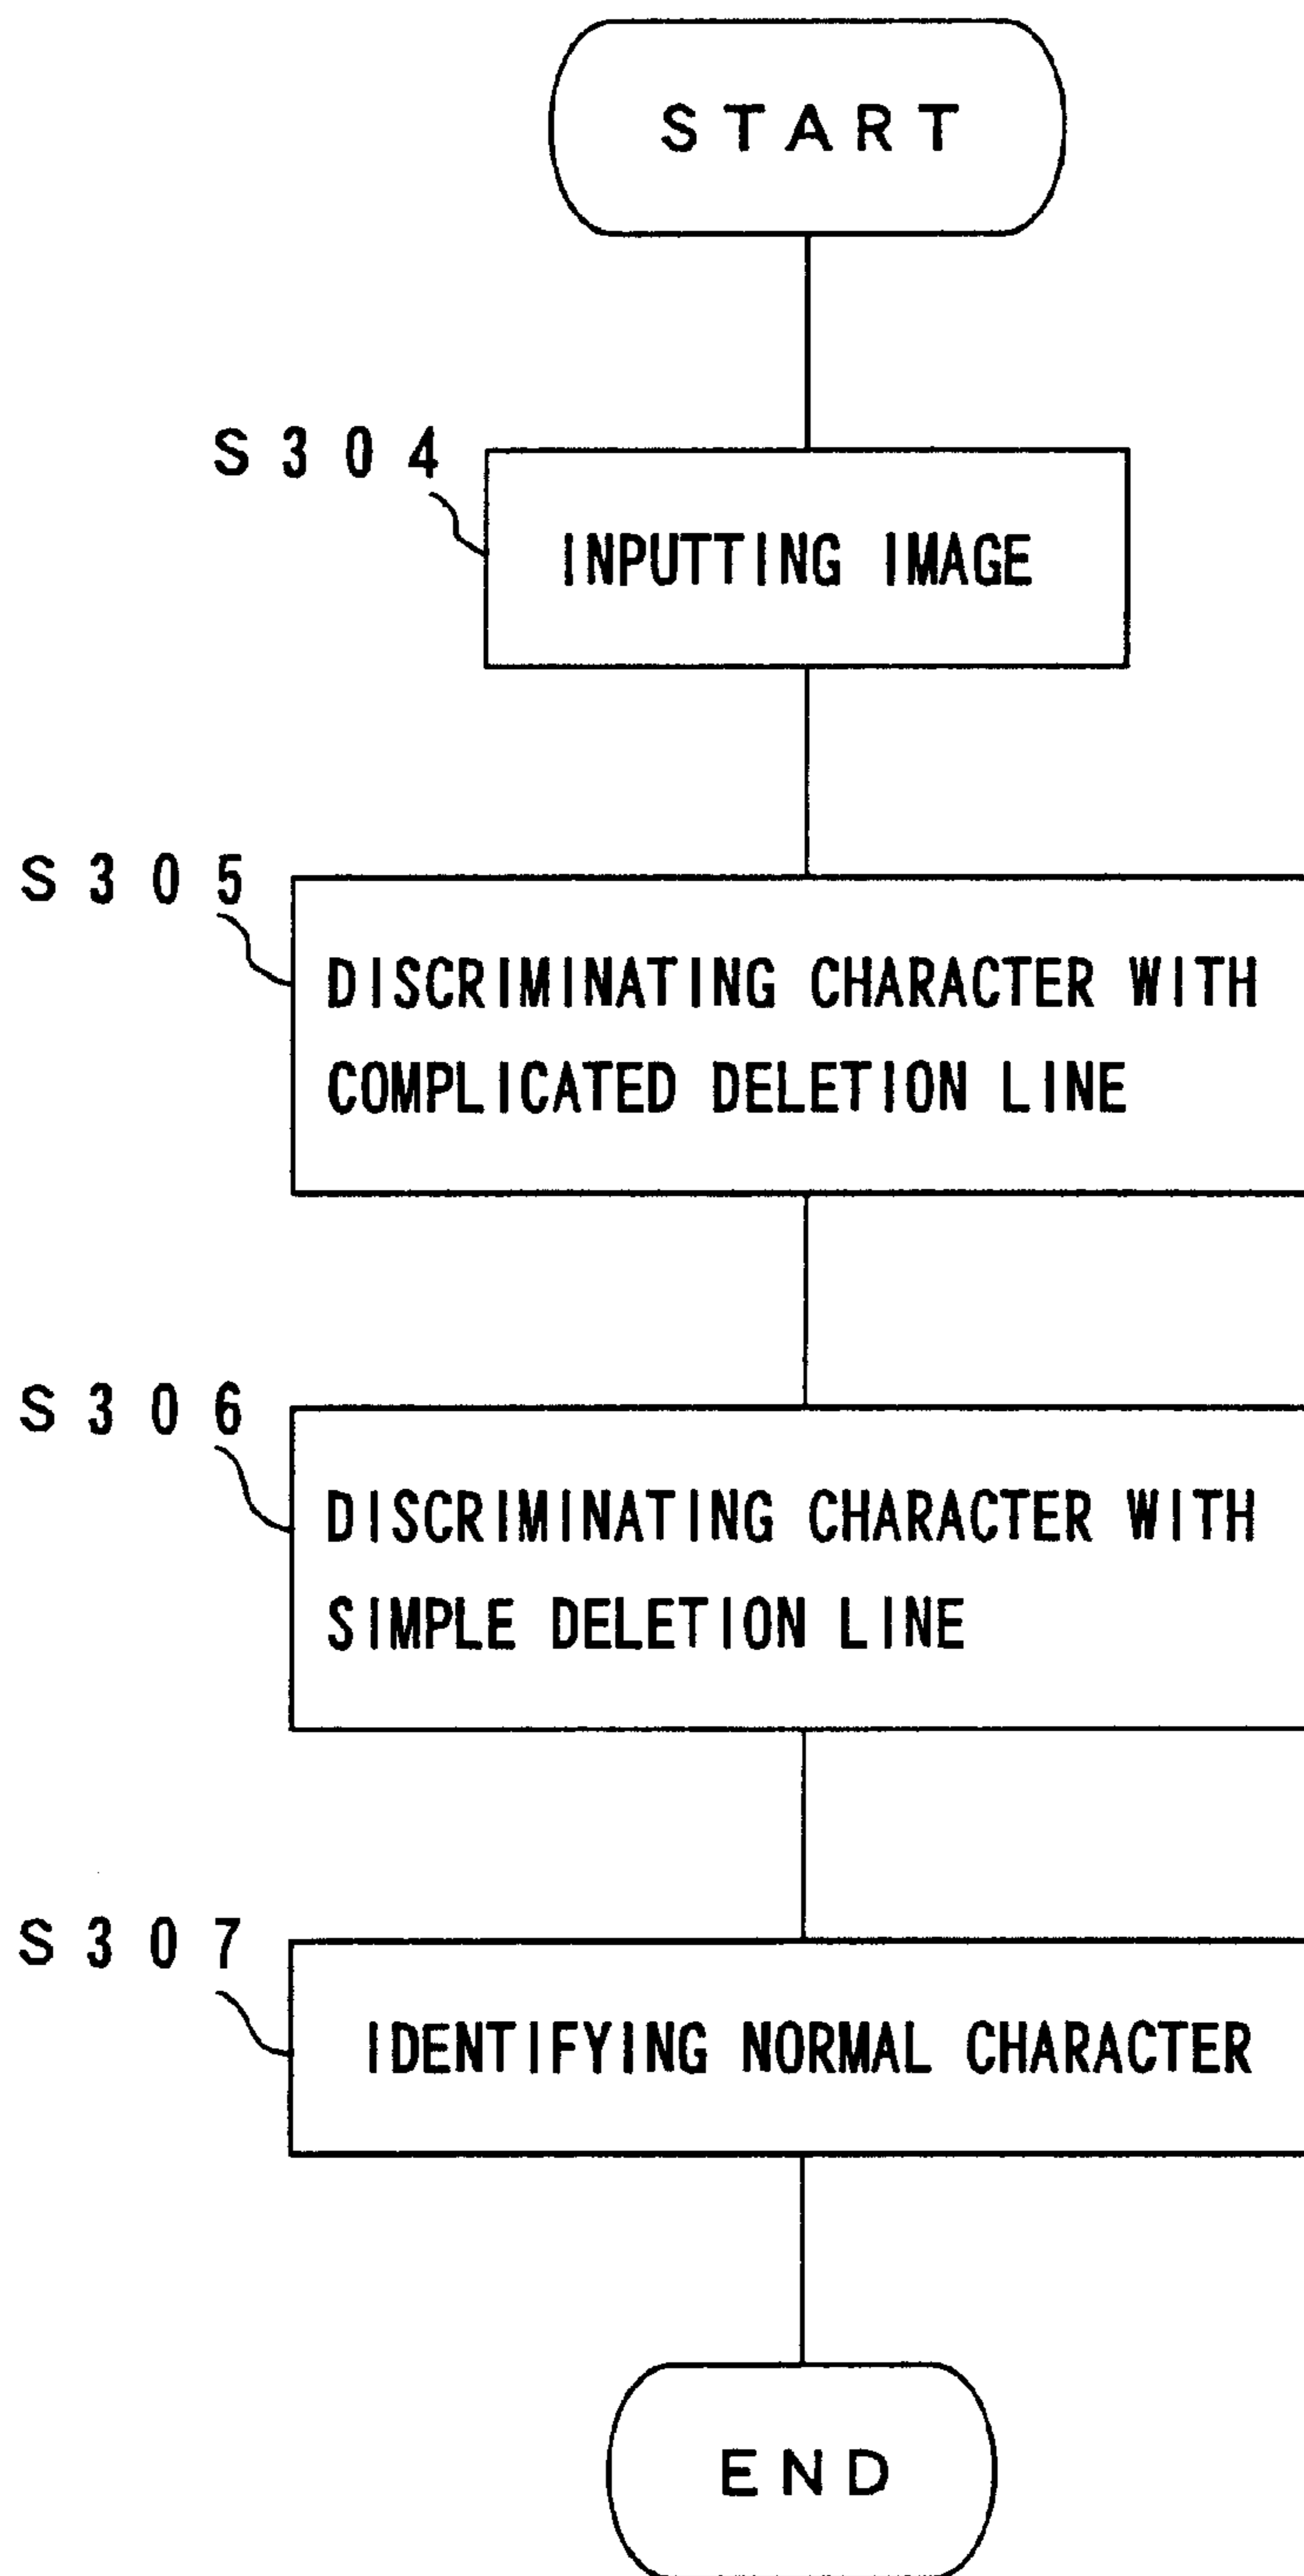 START
S304
INPUTTING IMAGE
S305
DISCRIMINATING CHARACTER WITH
COMPLICATED DELETION LINE
S306
DISCRIMINATING CHARACTER WITH
SIMPLE DELETION LINE
S307
IDENTIFYING NORMAL CHARACTER
END